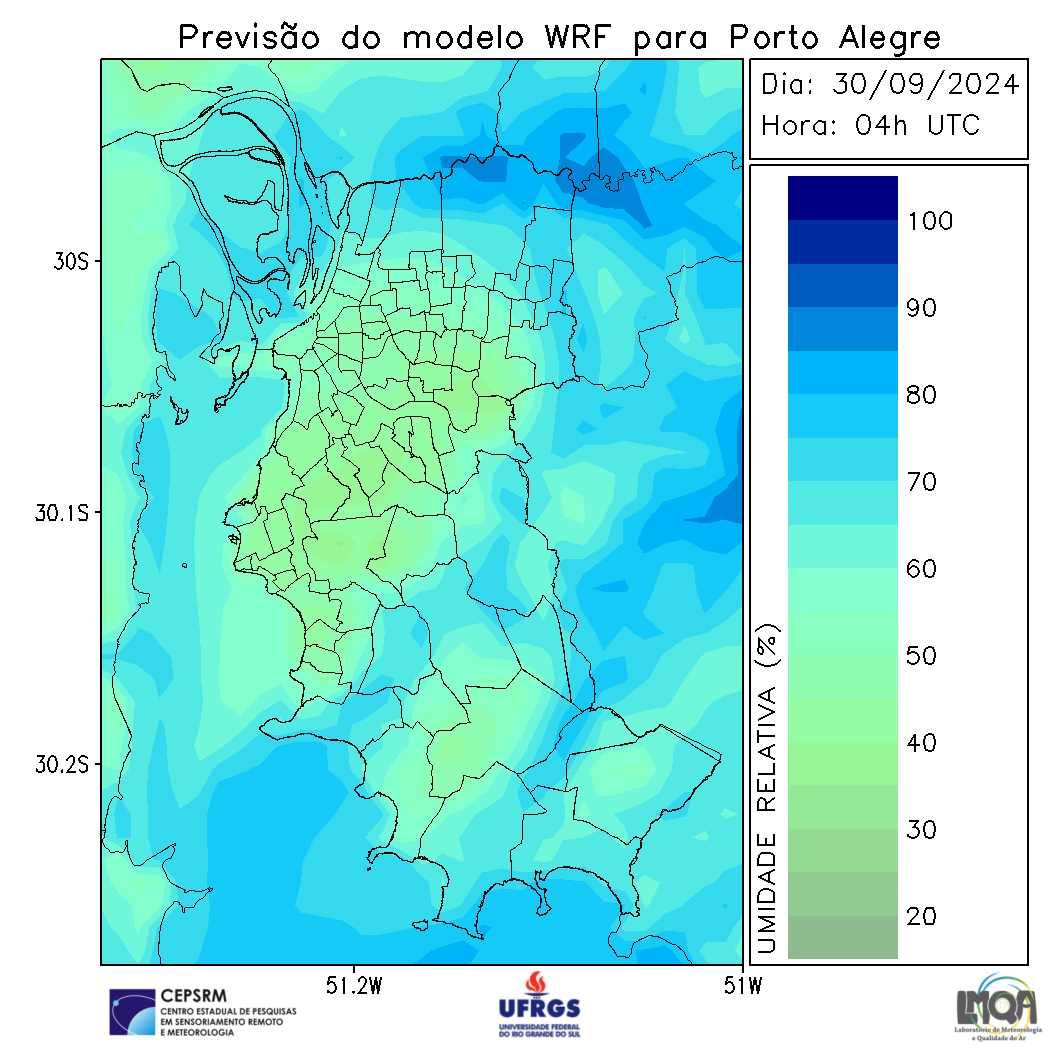 Previsão do modelo WRF para Porto Alegre
Dia: 30/09/2024
Hora: 04h UTC
30S
30.1S
30.2S
51.2W
51W
UMIDADE RELATIVA (%)
100
90
80
70
60
50
40
30
20
CEPSRM
CENTRO ESTADUAL DE PESQUISAS
EM SENSORIAMENTO REMOTO
E METEOROLOGIA
UFRGS
UNIVERSIDADE FEDERAL
DO RIO GRANDE DO SUL
LMQA
Laboratório de Meteorologia
e Qualidade do Ar